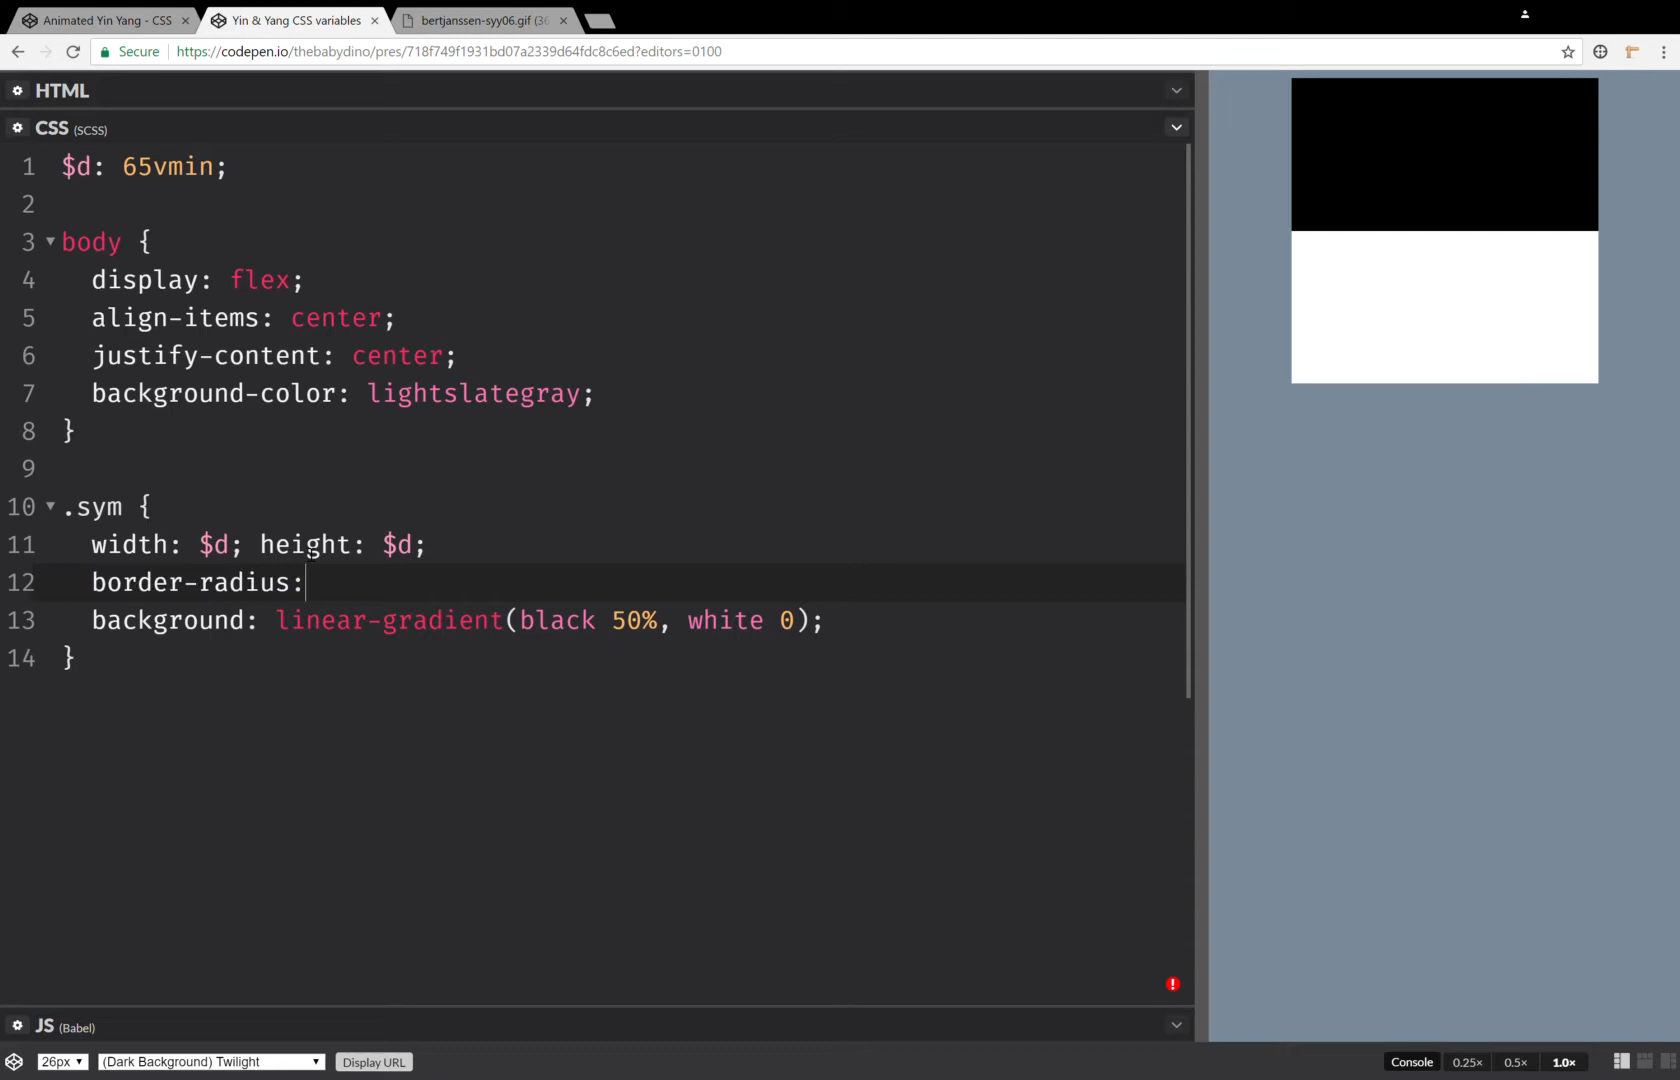 Animated Yin Yang - CSS
Yin & Yang CSS variables
bertjanssen-syy06.gif (36
Secure https://codepen.io/thebabydino/pres/718f749f1931bd07a2339d64fdc8c6ed?editors=0100
HTML
CSS (SCSS)
1 $d: 65vmin;
2
3 body {
4 display: flex;
5 align-items: center;
6 justify-content: center;
7 background-color: lightslategray;
8 }
9
10 .sym {
11 width: $d; height: $d;
12 border-radius:
13 background: linear-gradient(black 50%, white 0);
14 }
JS (Babel)
26px (Dark Background) Twilight Display URL Console 0.25× 0.5× 1.0×